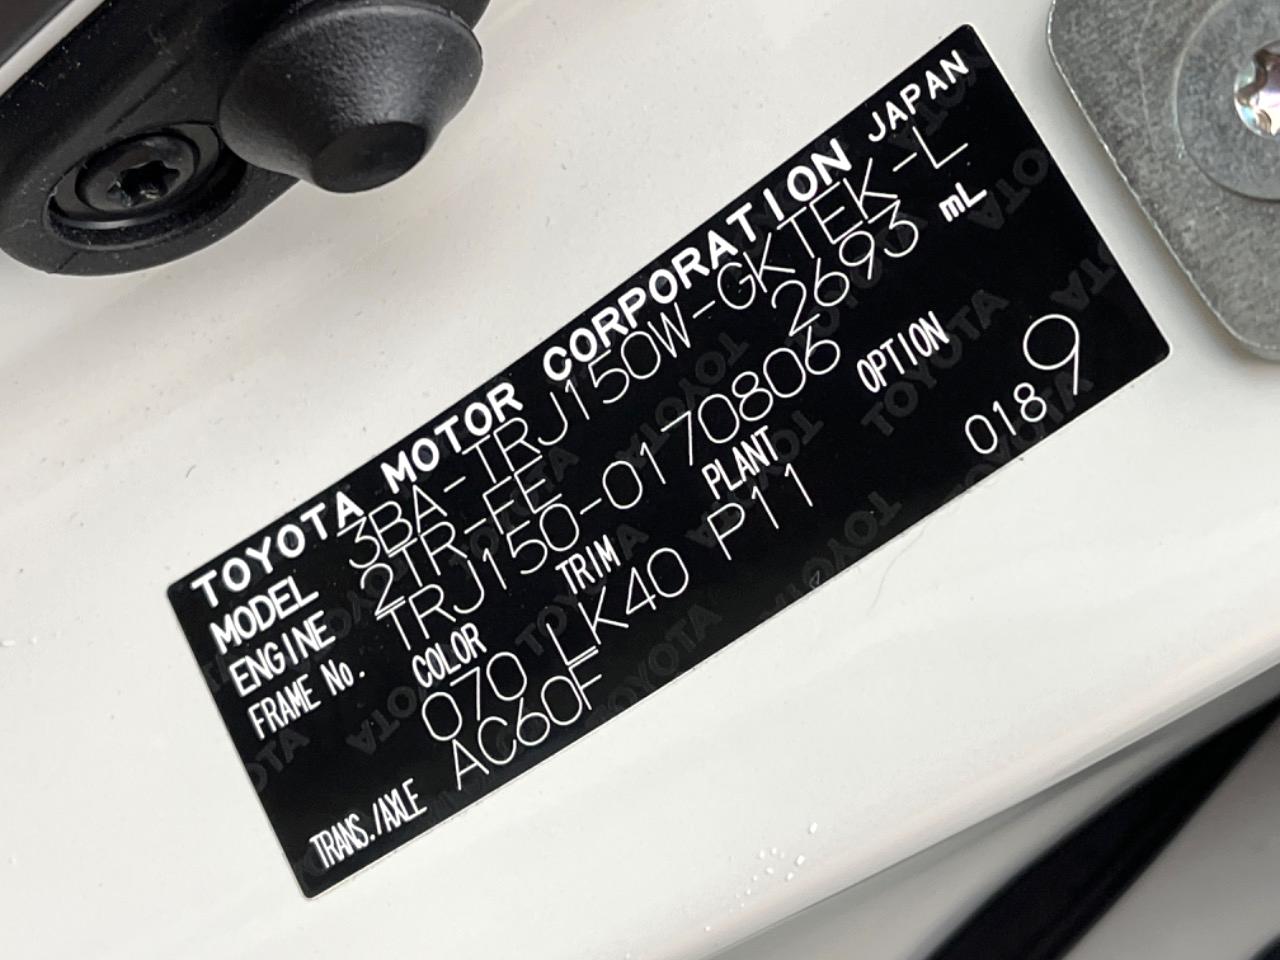 TOYOTA MOTOR CORPORATION JAPAN
MODEL 3BA-TRJ150W-GKTEK-L
ENGINE 2TR-FE 2693 mL
FRAME No. TRJ150-0170806
COLOR TRIM PLANT OPTION
070 LK40 P11 0189
TRANS./AXLE AC60F